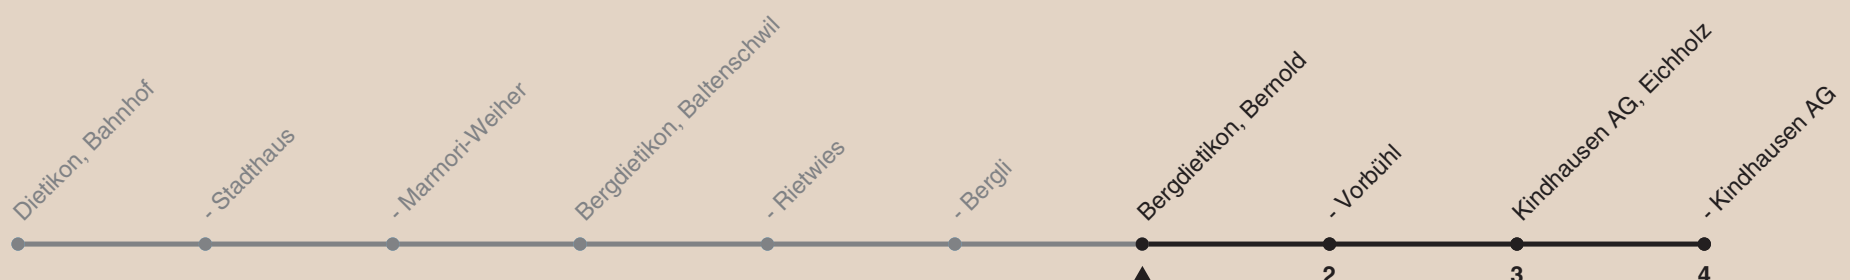 Dietikon, Bahnhof
- Stadthaus
- Marmori-Weiher
Bergdietikon, Baltenschwil
- Rietwies
- Bergli
Bergdietikon, Bernold
- Vorbühl
Kindhausen AG, Eichholz
- Kindhausen AG
2
3
4